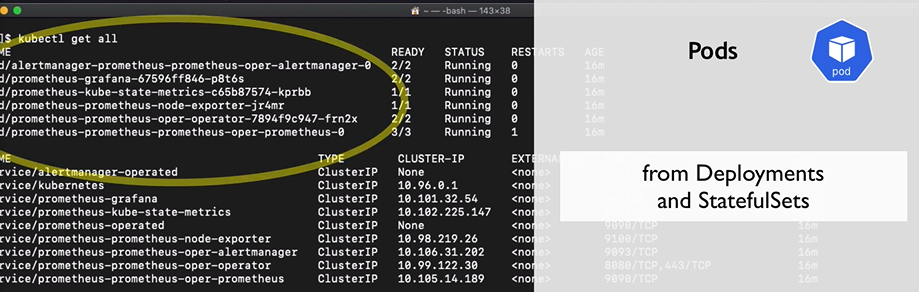 ~ — -bash — 143×38
]$ kubectl get all
ME READY STATUS RESTARTS AGE
d/alertmanager-prometheus-prometheus-oper-alertmanager-0 2/2 Running 0 16m
d/prometheus-grafana-67596ff846-p8t6s 2/2 Running 0 16m
d/prometheus-kube-state-metrics-c65b87574-kprbb 1/1 Running 0 16m
d/prometheus-prometheus-node-exporter-jr4mr 1/1 Running 0 16m
d/prometheus-prometheus-oper-operator-7894f9c947-frn2x 2/2 Running 0 16m
d/prometheus-prometheus-prometheus-oper-prometheus-0 3/3 Running 1 16m
ME TYPE CLUSTER-IP EXTERNAL
rvice/alertmanager-operated ClusterIP None <none>
rvice/kubernetes ClusterIP 10.96.0.1 <none>
rvice/prometheus-grafana ClusterIP 10.101.32.54 <none>
rvice/prometheus-kube-state-metrics ClusterIP 10.102.225.147 <none>
rvice/prometheus-operated ClusterIP None <none> 9090/TCP 16m
rvice/prometheus-prometheus-node-exporter ClusterIP 10.98.219.26 <none> 9100/TCP 16m
rvice/prometheus-prometheus-oper-alertmanager ClusterIP 10.106.31.202 <none> 9093/TCP 16m
rvice/prometheus-prometheus-oper-operator ClusterIP 10.99.122.30 <none> 8080/TCP,443/TCP 16m
rvice/prometheus-prometheus-oper-prometheus ClusterIP 10.105.14.189 <none> 9090/TCP 16m
Pods
pod
from Deployments
and StatefulSets